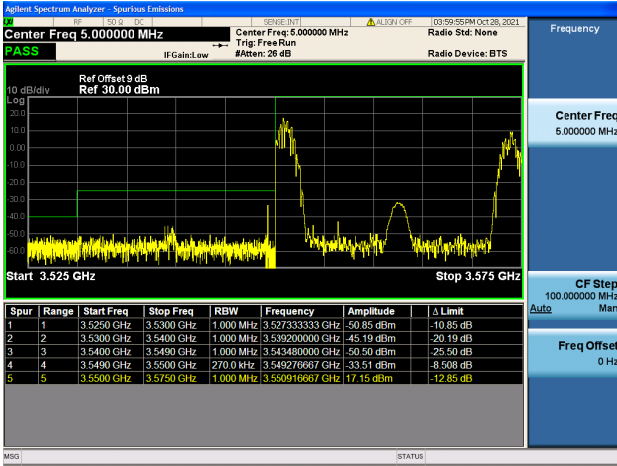 Agilent Spectrum Analyzer - Spurious Emissions
RF 50 Ω DC SENSE:INT ALIGN OFF 03:59:55PM Oct 28, 2021
Center Freq 5.000000 MHz Center Freq: 5.000000 MHz Radio Std: None
Trig: Free Run
PASS IFGain:Low #Atten: 26 dB Radio Device: BTS
Frequency
Ref Offset 9 dB
10 dB/div Ref 30.00 dBm
Log
20.0
10.0
0.00
-10.0
-20.0
-30.0
-40.0
-50.0
-60.0
Start 3.525 GHz Stop 3.575 GHz
Center Freq
5.000000 MHz
CF Step
100.000000 MHz
Auto Man
Freq Offset
0 Hz
Spur Range Start Freq Stop Freq RBW Frequency Amplitude Δ Limit
1 1 3.5250 GHz 3.5300 GHz 1.000 MHz 3.527333333 GHz -50.85 dBm -10.85 dB
2 2 3.5300 GHz 3.5400 GHz 1.000 MHz 3.539200000 GHz -45.19 dBm -20.19 dB
3 3 3.5400 GHz 3.5490 GHz 1.000 MHz 3.543480000 GHz -50.50 dBm -25.50 dB
4 4 3.5490 GHz 3.5500 GHz 270.0 kHz 3.549276667 GHz -33.51 dBm -8.508 dB
5 5 3.5500 GHz 3.5750 GHz 1.000 MHz 3.550916667 GHz 17.15 dBm -12.85 dB
MSG STATUS